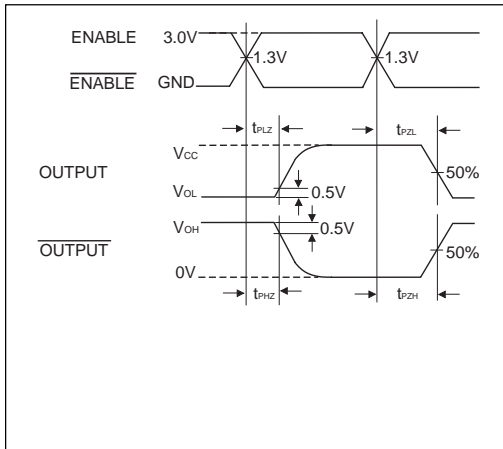 ENABLE 3.0V
1.3V 1.3V
ENABLE GND
tPLZ tPZL
VCC
OUTPUT 50%
VOL 0.5V
VOH 0.5V
OUTPUT 50%
0V
tPHZ tPZH